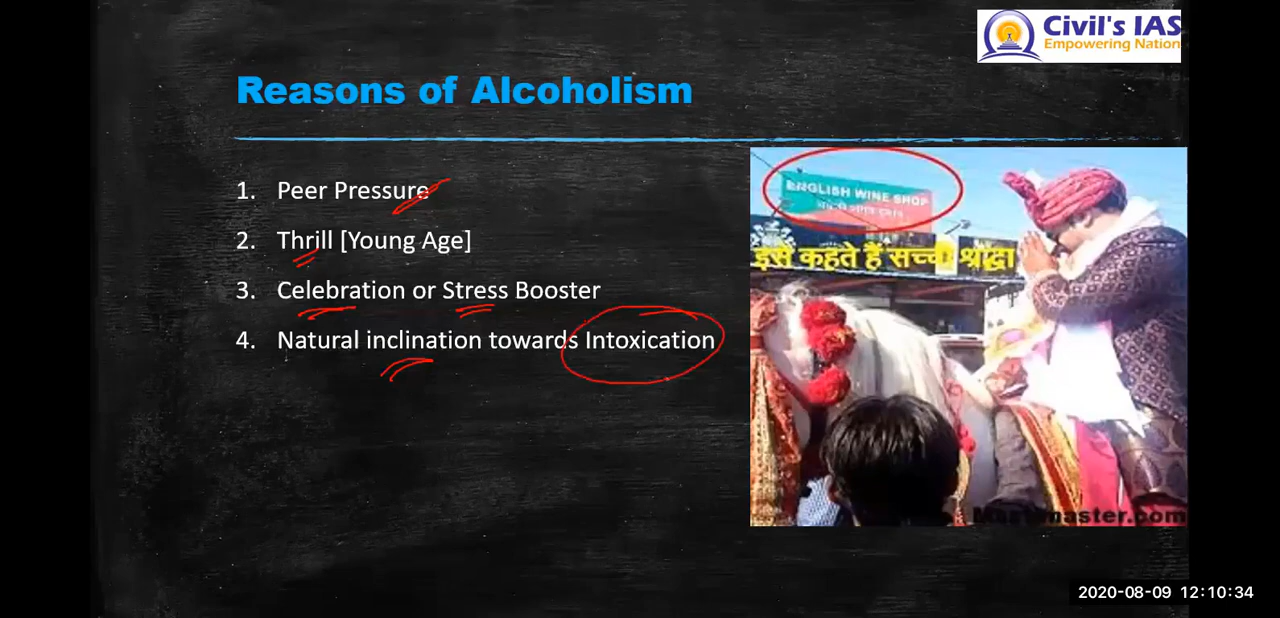 Civil's IAS
Empowering Nation
Reasons of Alcoholism
1. Peer Pressure
2. Thrill [Young Age]
3. Celebration or Stress Booster
4. Natural inclination towards Intoxication
ENGLISH WINE SHOP
इसे कहते हैं सच्ची श्रद्धा
2020-08-09 12:10:34